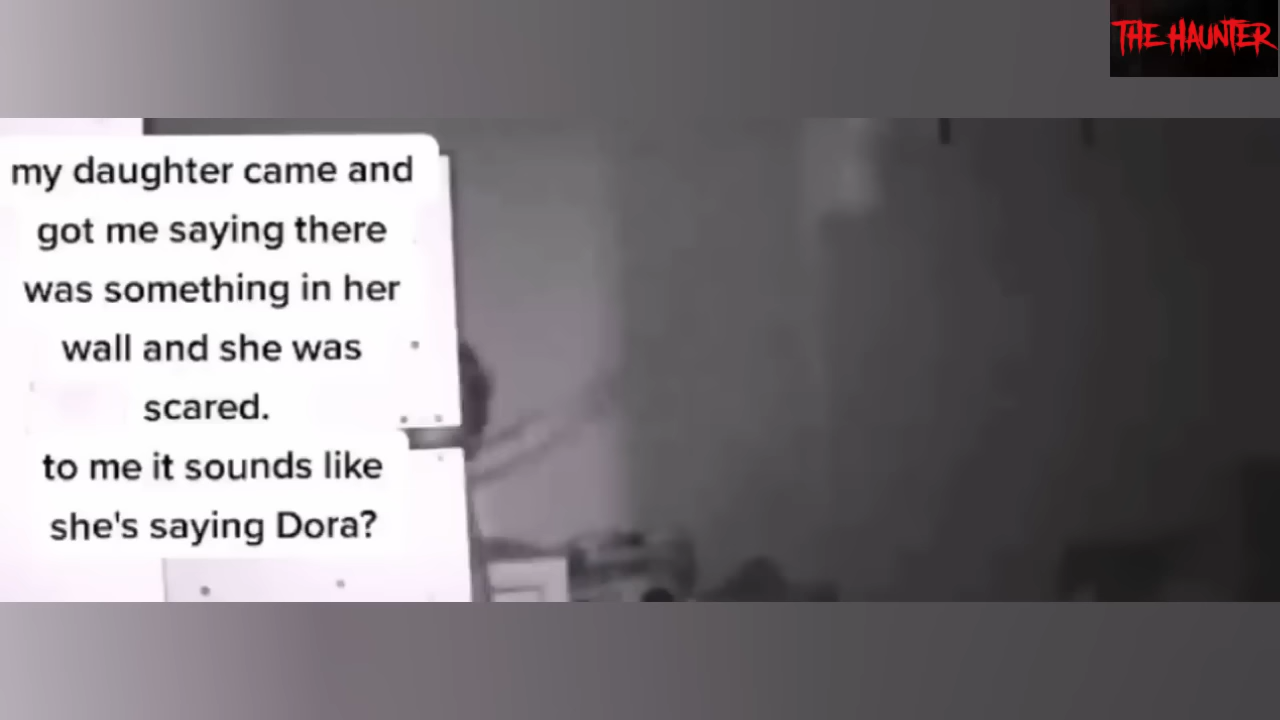 THE HAUNTER
my daughter came and
got me saying there
was something in her
wall and she was
scared.
to me it sounds like
she's saying Dora?